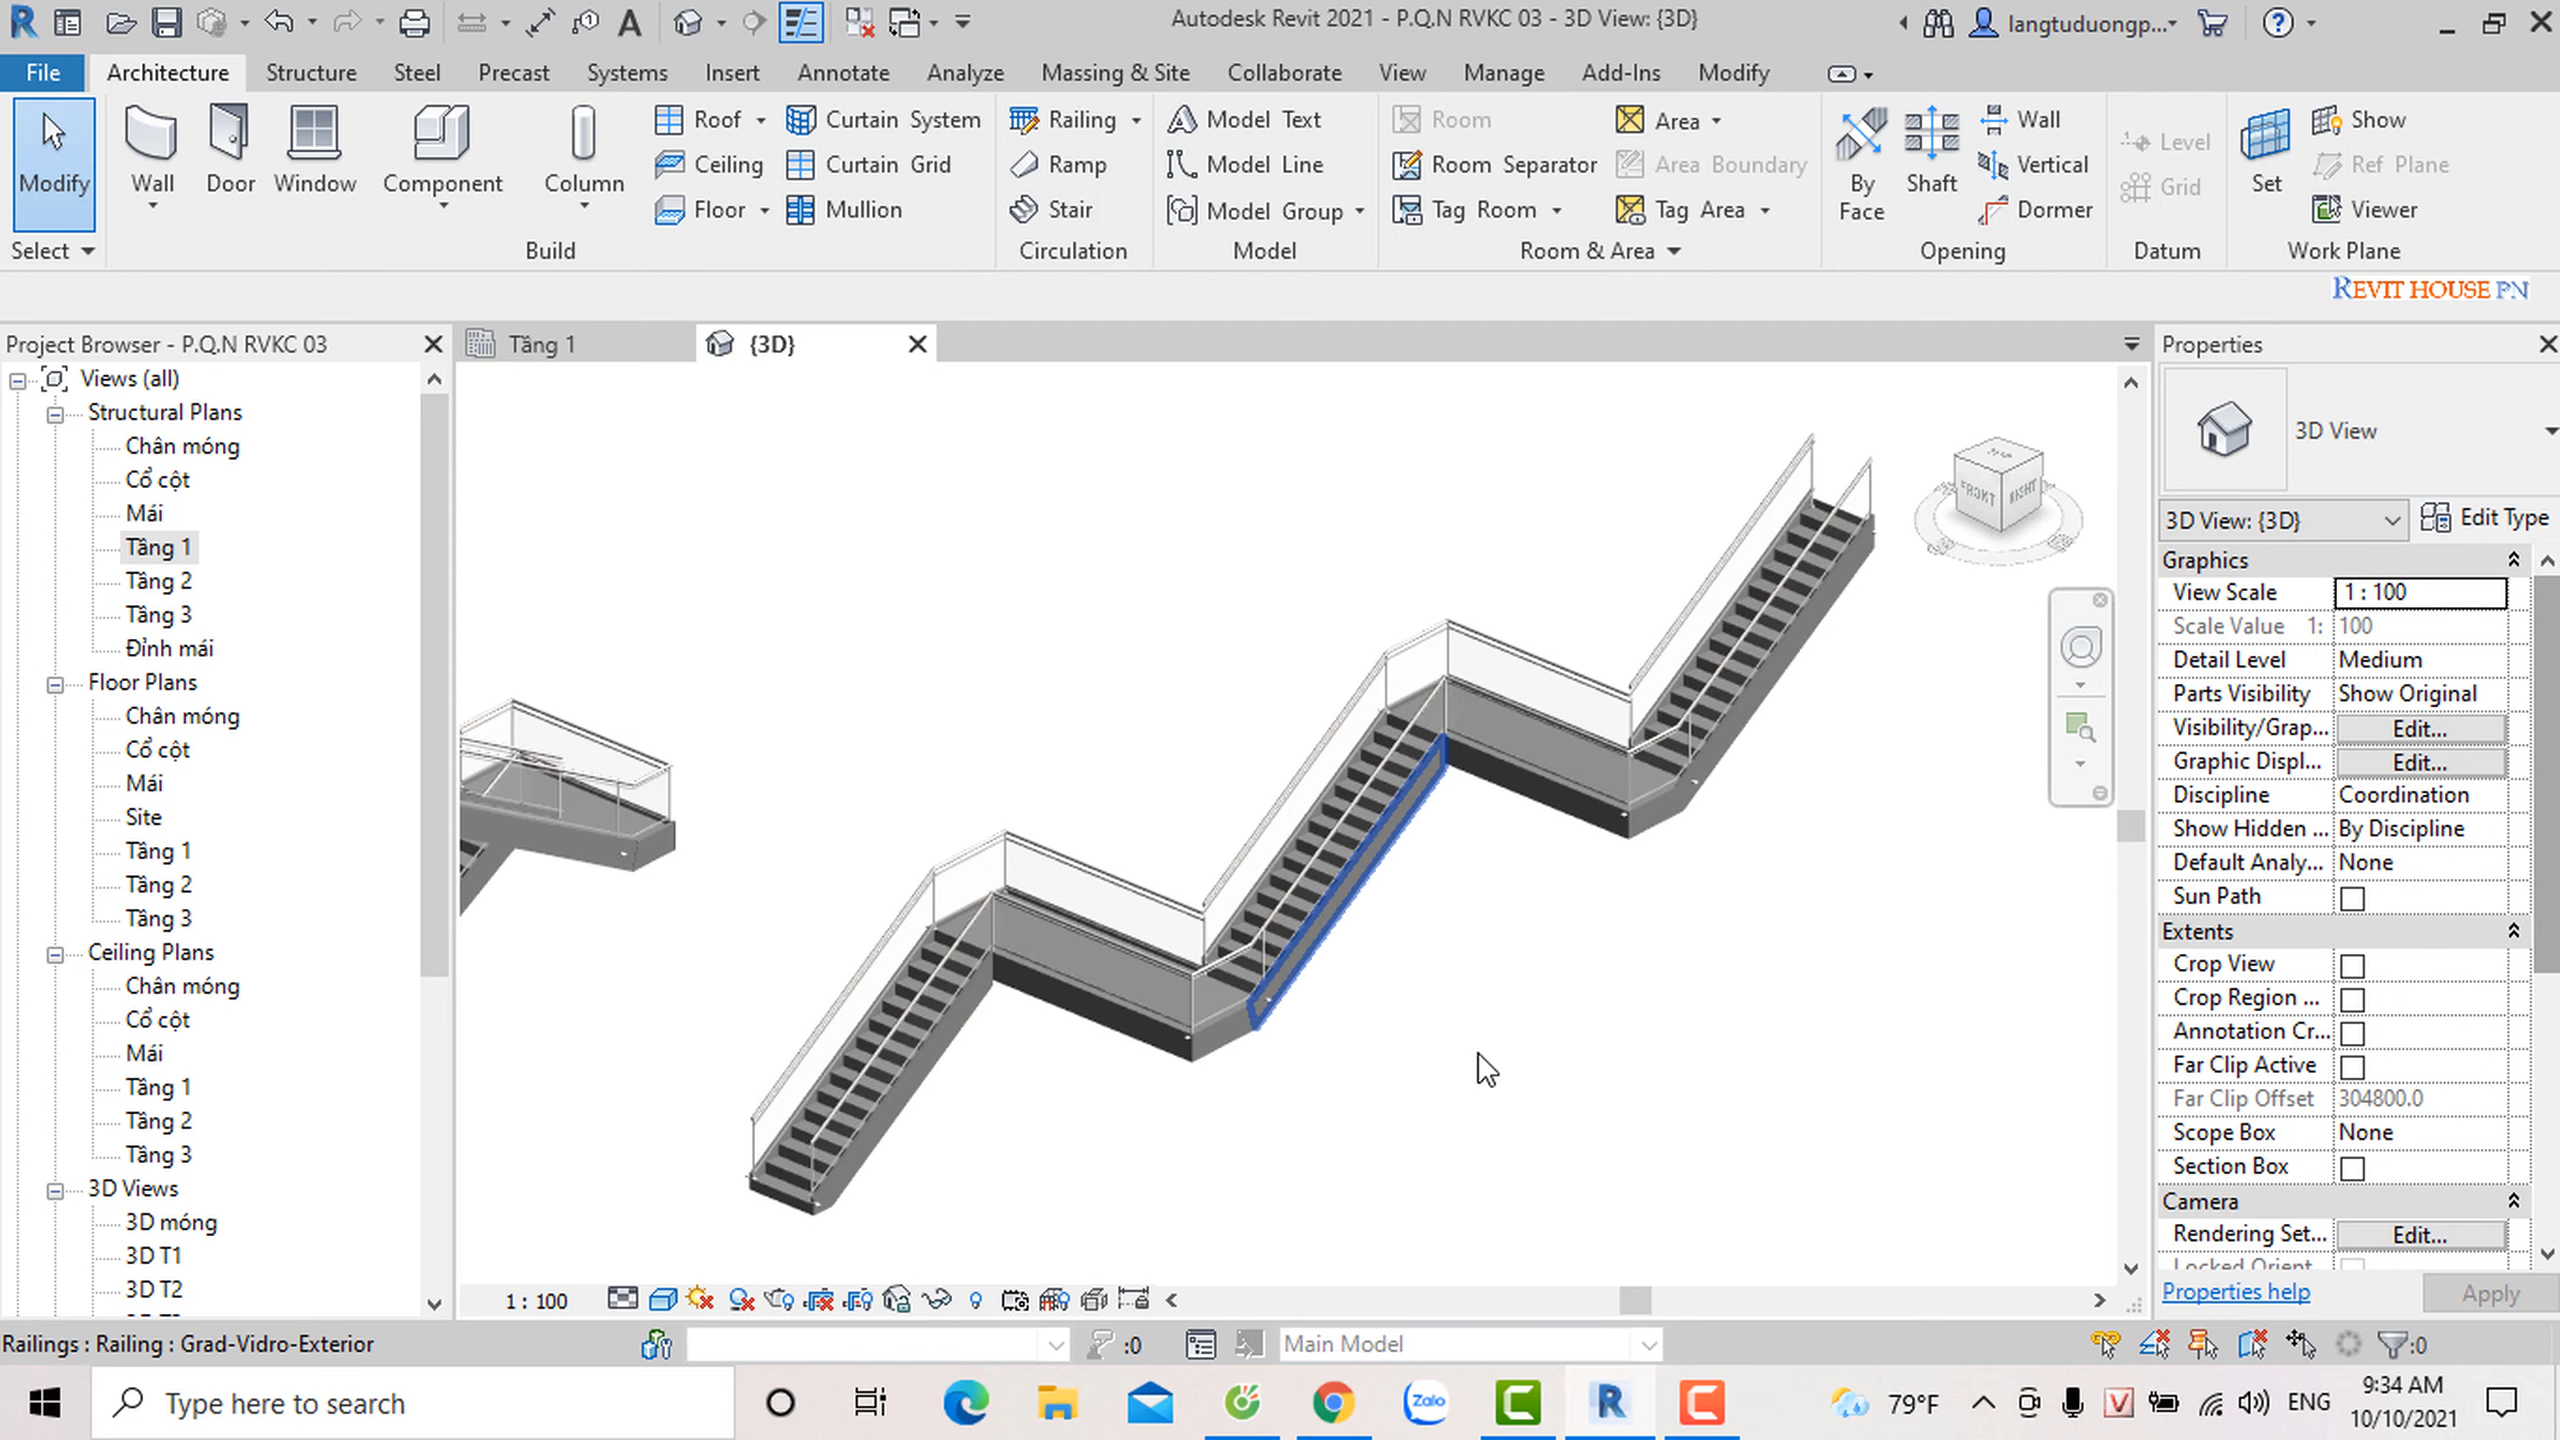 Autodesk Revit 2021 - P.Q.N RVKC 03 - 3D View: {3D}
langtuduongp...
File Architecture Structure Steel Precast Systems Insert Annotate Analyze Massing & Site Collaborate View Manage Add-Ins Modify
Modify
Wall
Door
Window
Component
Column
Roof
Ceiling
Floor
Curtain System
Curtain Grid
Mullion
Railing
Ramp
Stair
Model Text
Model Line
Model Group
Room
Room Separator
Tag Room
Area
Area Boundary
Tag Area
By Face
Shaft
Wall
Vertical
Dormer
Level
Grid
Set
Show
Ref Plane
Viewer
Select
Build
Circulation
Model
Room & Area
Opening
Datum
Work Plane
REVIT HOUSE PN
Project Browser - P.Q.N RVKC 03
Views (all)
Structural Plans
Chân móng
Cổ cột
Mái
Tầng 1
Tầng 2
Tầng 3
Đỉnh mái
Floor Plans
Chân móng
Cổ cột
Mái
Site
Tầng 1
Tầng 2
Tầng 3
Ceiling Plans
Chân móng
Cổ cột
Mái
Tầng 1
Tầng 2
Tầng 3
3D Views
3D móng
3D T1
3D T2
Tầng 1
{3D}
FRONT
RIGHT
1 : 100
Properties
3D View
3D View: {3D}
Edit Type
Graphics
View Scale 1 : 100
Scale Value 1: 100
Detail Level Medium
Parts Visibility Show Original
Visibility/Grap... Edit...
Graphic Displ... Edit...
Discipline Coordination
Show Hidden ... By Discipline
Default Analy... None
Sun Path
Extents
Crop View
Crop Region ...
Annotation Cr...
Far Clip Active
Far Clip Offset 304800.0
Scope Box None
Section Box
Camera
Rendering Set... Edit...
Locked Orient...
Properties help
Apply
Railings : Railing : Grad-Vidro-Exterior
:0
Main Model
:0
Type here to search
Zalo
79°F
ENG
9:34 AM
10/10/2021